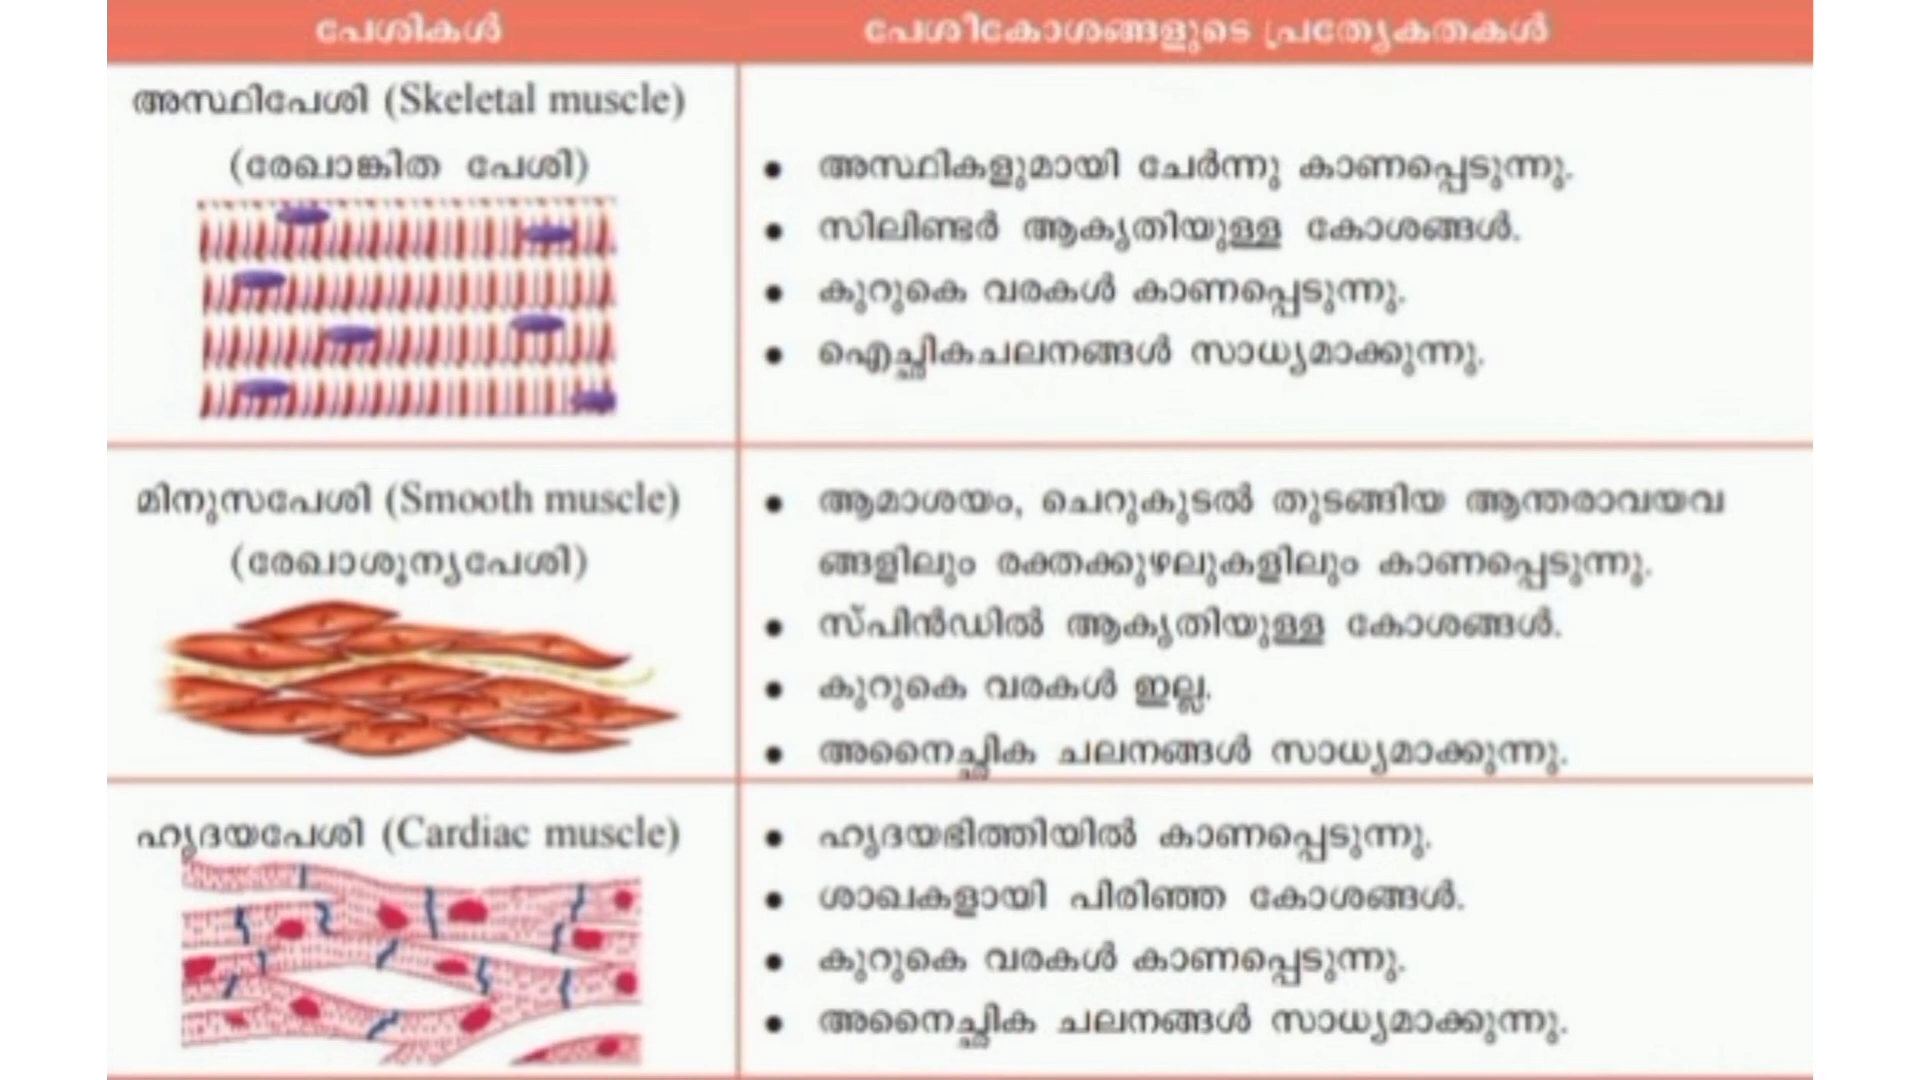 പേശികൾ
പേശീകോശങ്ങളുടെ പ്രത്യേകതകൾ
അസ്ഥിപേശി (Skeletal muscle)
(രേഖാങ്കിത പേശി)
• അസ്ഥികളുമായി ചേർന്നു കാണപ്പെടുന്നു.
• സിലിണ്ടർ ആകൃതിയുള്ള കോശങ്ങൾ.
• കുറുകെ വരകൾ കാണപ്പെടുന്നു.
• ഐച്ഛികചലനങ്ങൾ സാധ്യമാക്കുന്നു.
മിനുസപേശി (Smooth muscle)
(രേഖാശൂന്യപേശി)
• ആമാശയം, ചെറുകുടൽ തുടങ്ങിയ ആന്തരാവയവ
ങ്ങളിലും രക്തക്കുഴലുകളിലും കാണപ്പെടുന്നു.
• സ്പിൻഡിൽ ആകൃതിയുള്ള കോശങ്ങൾ.
• കുറുകെ വരകൾ ഇല്ല.
• അനൈച്ഛിക ചലനങ്ങൾ സാധ്യമാക്കുന്നു.
ഹൃദയപേശി (Cardiac muscle)
• ഹൃദയഭിത്തിയിൽ കാണപ്പെടുന്നു.
• ശാഖകളായി പിരിഞ്ഞ കോശങ്ങൾ.
• കുറുകെ വരകൾ കാണപ്പെടുന്നു.
• അനൈച്ഛിക ചലനങ്ങൾ സാധ്യമാക്കുന്നു.